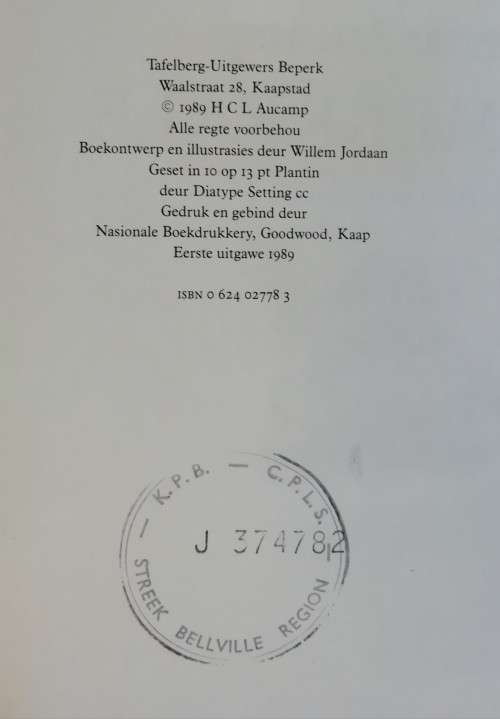 Tafelberg-Uitgewers Beperk
Waalstraat 28, Kaapstad
© 1989 H C L Aucamp
Alle regte voorbehou
Boekontwerp en illustrasies deur Willem Jordaan
Geset in 10 op 13 pt Plantin
deur Diatype Setting cc
Gedruk en gebind deur
Nasionale Boekdrukkery, Goodwood, Kaap
Eerste uitgawe 1989
ISBN 0 624 02778 3
K.P.B. — C.P.L.S.
J 374782
— STREEK BELLVILLE REGION —